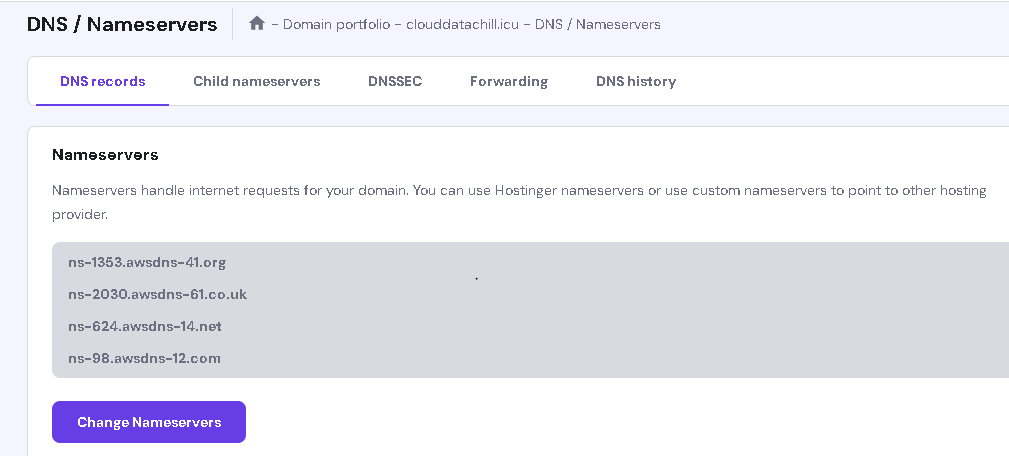 DNS / Nameservers
- Domain portfolio - clouddatachill.icu - DNS / Nameservers
DNS records Child nameservers DNSSEC Forwarding DNS history
Nameservers
Nameservers handle internet requests for your domain. You can use Hostinger nameservers or use custom nameservers to point to other hosting
provider.
ns-1353.awsdns-41.org
ns-2030.awsdns-61.co.uk
ns-624.awsdns-14.net
ns-98.awsdns-12.com
Change Nameservers